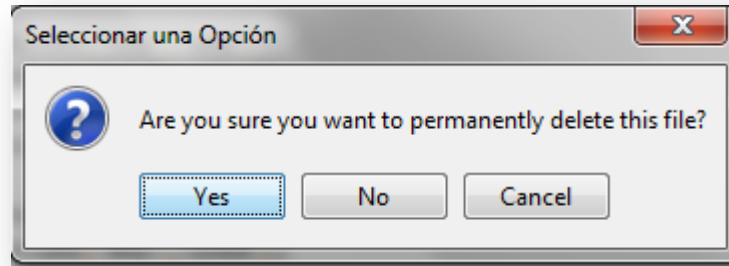 Seleccionar una Opción
Are you sure you want to permanently delete this file?
Yes No Cancel